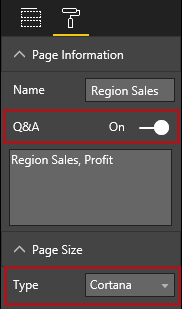 Page Information
Name Region Sales
Q&A On
Region Sales, Profit
Page Size
Type Cortana